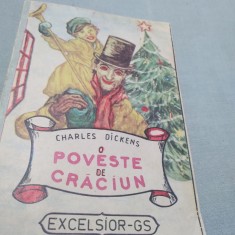 CHARLES DICKENS
O
POVESTE
DE
CRĂCIUN
EXCELSIOR-GS